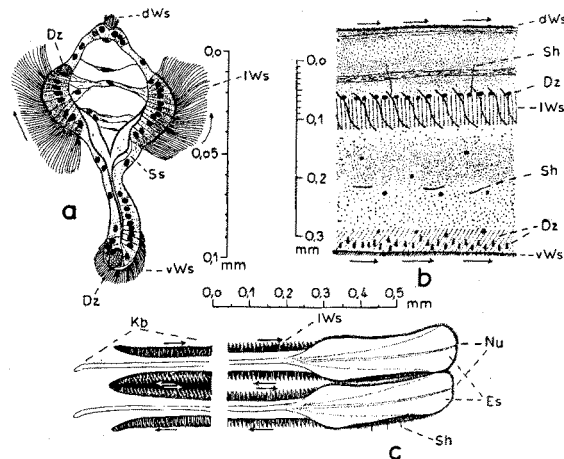 dWs
Dz
lWs
Ss
a
vWs
Dz
0,0
0,05
0,1
mm
dWs
Sh
Dz
lWs
Sh
Dz
vWs
b
0,0
0,1
0,2
0,3
mm
0,0 0,1 0,2 0,3 0,4 0,5
mm
Kb
lWs
Nu
Es
Sh
c